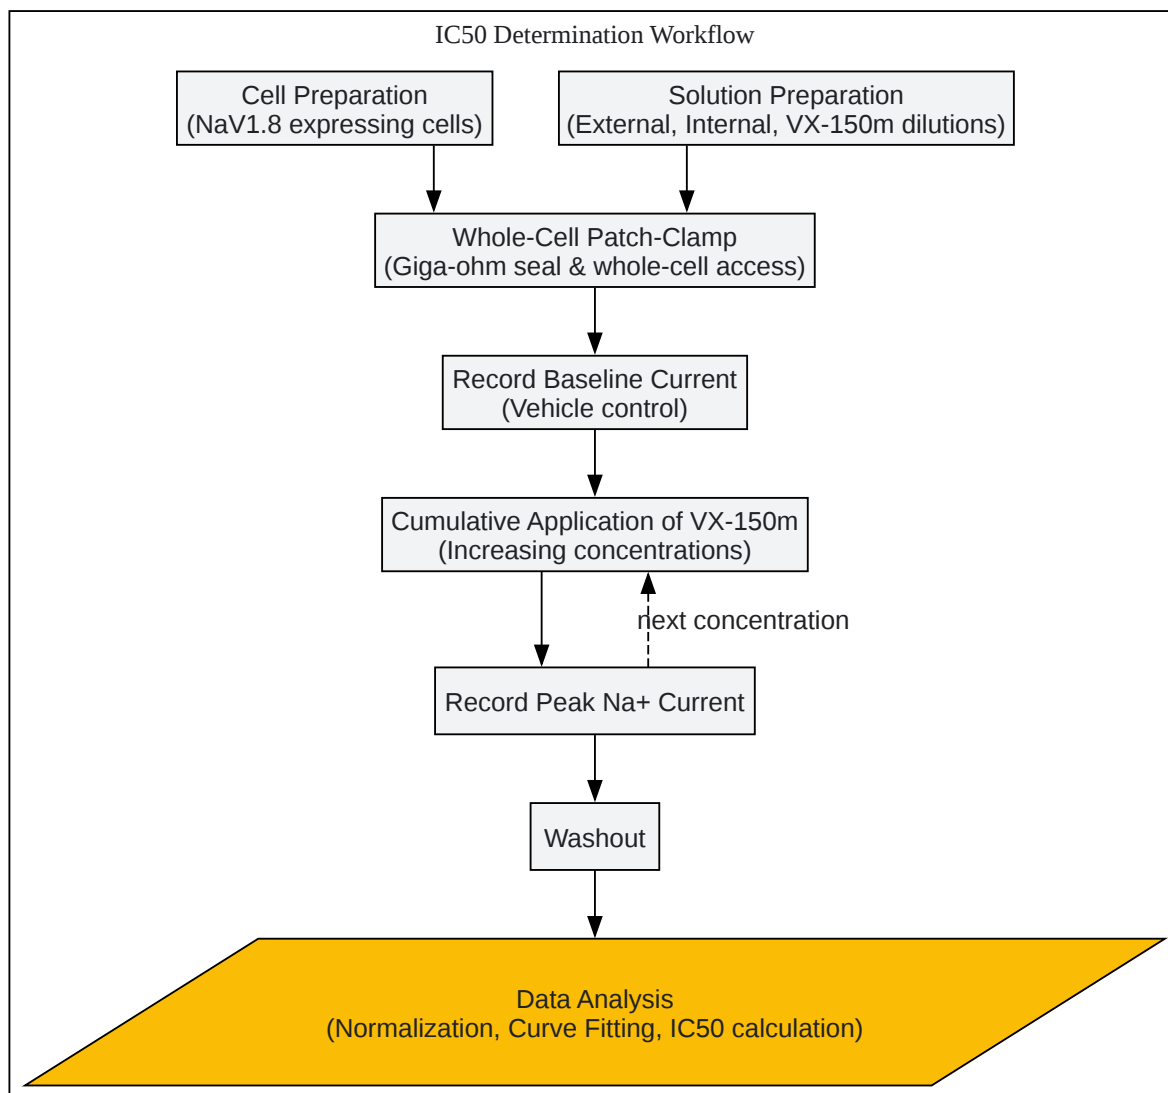 IC50 Determination Workflow
Cell Preparation
(NaV1.8 expressing cells)
Solution Preparation
(External, Internal, VX-150m dilutions)
Whole-Cell Patch-Clamp
(Giga-ohm seal & whole-cell access)
Record Baseline Current
(Vehicle control)
Cumulative Application of VX-150m
(Increasing concentrations)
next concentration
Record Peak Na+ Current
Washout
Data Analysis
(Normalization, Curve Fitting, IC50 calculation)